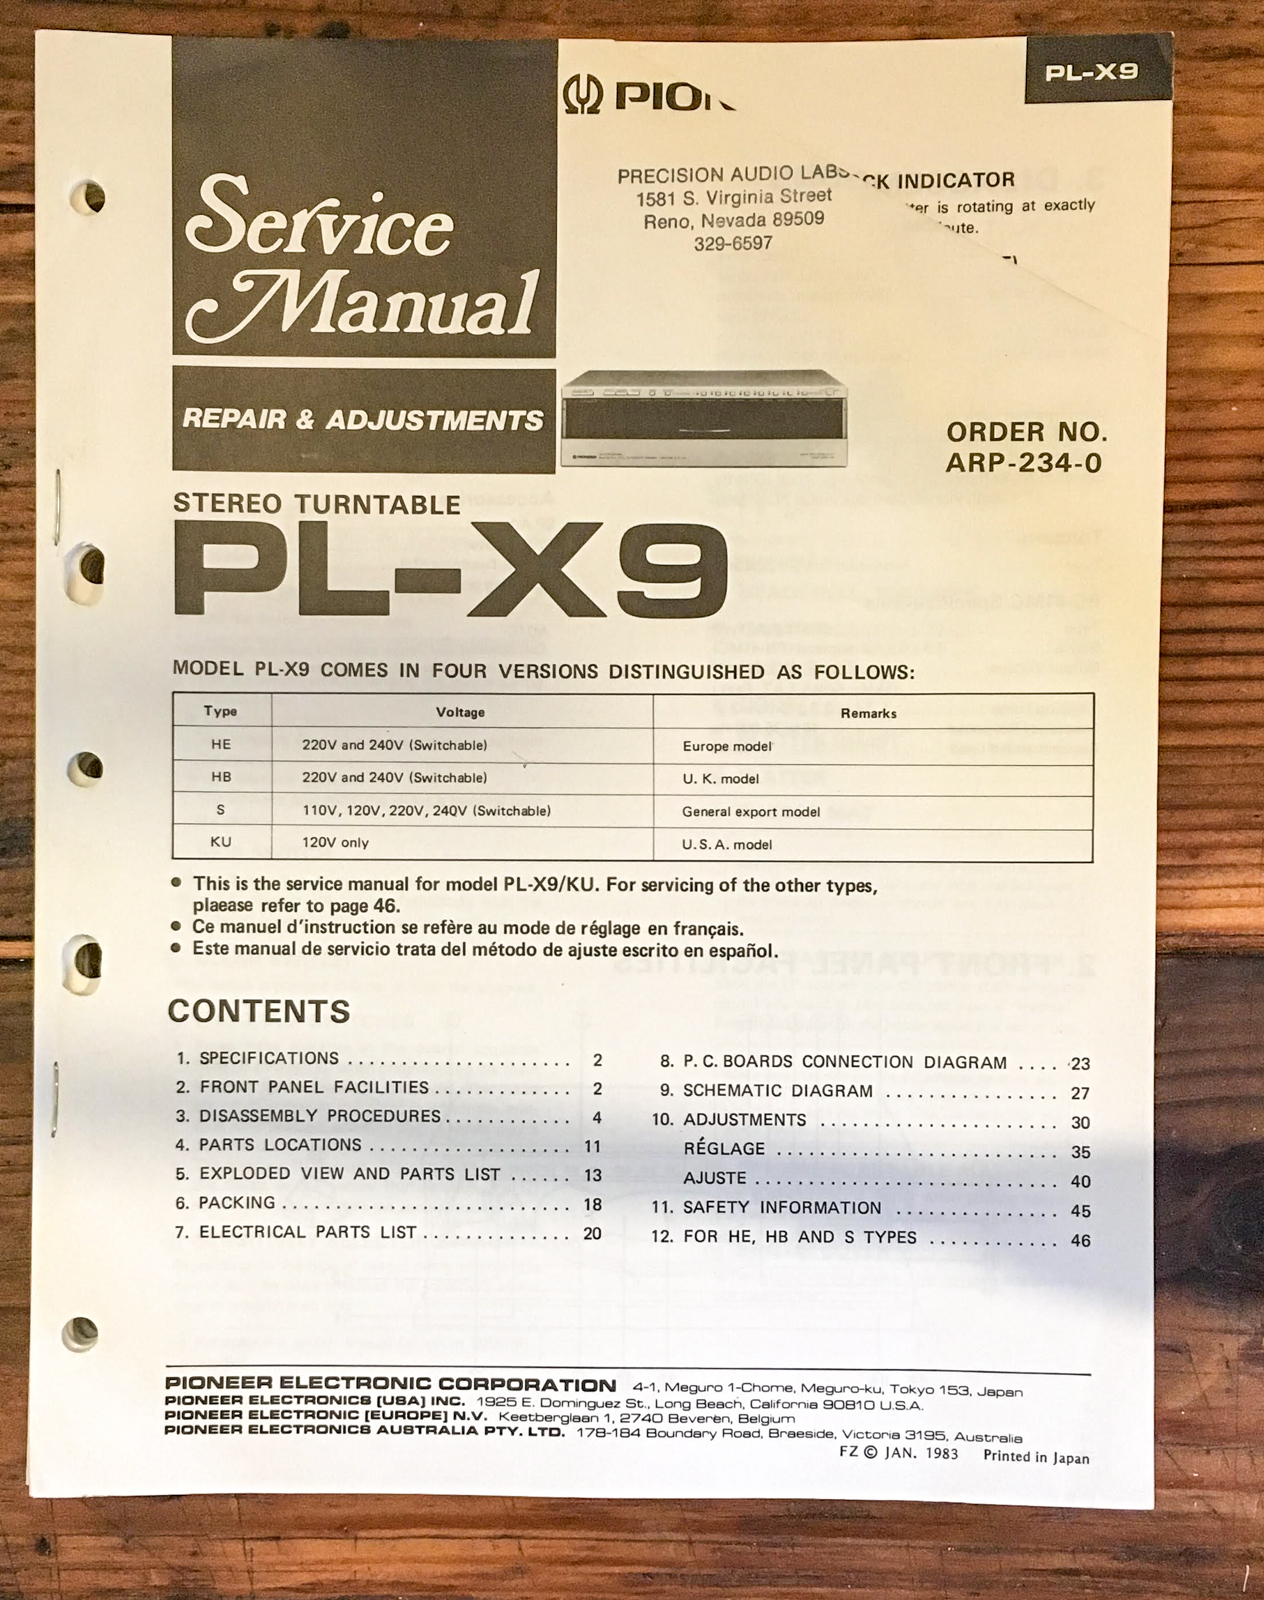 PL-X9
PIO
Service
Manual
PRECISION AUDIO LABS
1581 S. Virginia Street
Reno, Nevada 89509
329-6597
CK INDICATOR
is rotating at exactly
REPAIR & ADJUSTMENTS
PIONEER
ORDER NO.
ARP-234-0
STEREO TURNTABLE
PL-X9
MODEL PL-X9 COMES IN FOUR VERSIONS DISTINGUISHED AS FOLLOWS:
Type Voltage Remarks
HE 220V and 240V (Switchable) Europe model
HB 220V and 240V (Switchable) U. K. model
S 110V, 120V, 220V, 240V (Switchable) General export model
KU 120V only U.S.A. model
● This is the service manual for model PL-X9/KU. For servicing of the other types,
plaease refer to page 46.
● Ce manuel d'instruction se refère au mode de réglage en français.
● Este manual de servicio trata del método de ajuste escrito en español.
CONTENTS
1. SPECIFICATIONS ..................... 2
2. FRONT PANEL FACILITIES ............. 2
3. DISASSEMBLY PROCEDURES ............ 4
4. PARTS LOCATIONS ................... 11
5. EXPLODED VIEW AND PARTS LIST ...... 13
6. PACKING ........................... 18
7. ELECTRICAL PARTS LIST .............. 20
8. P.C. BOARDS CONNECTION DIAGRAM .... 23
9. SCHEMATIC DIAGRAM ................ 27
10. ADJUSTMENTS ...................... 30
RÉGLAGE .......................... 35
AJUSTE ............................ 40
11. SAFETY INFORMATION ............... 45
12. FOR HE, HB AND S TYPES ............ 46
PIONEER ELECTRONIC CORPORATION 4-1, Meguro 1-Chome, Meguro-ku, Tokyo 153, Japan
PIONEER ELECTRONICS [USA] INC. 1925 E. Dominguez St., Long Beach, California 90810 U.S.A.
PIONEER ELECTRONIC [EUROPE] N.V. Keetberglaan 1, 2740 Beveren, Belgium
PIONEER ELECTRONICS AUSTRALIA PTY. LTD. 178-184 Boundary Road, Braeside, Victoria 3195, Australia
FZ © JAN. 1983 Printed in Japan